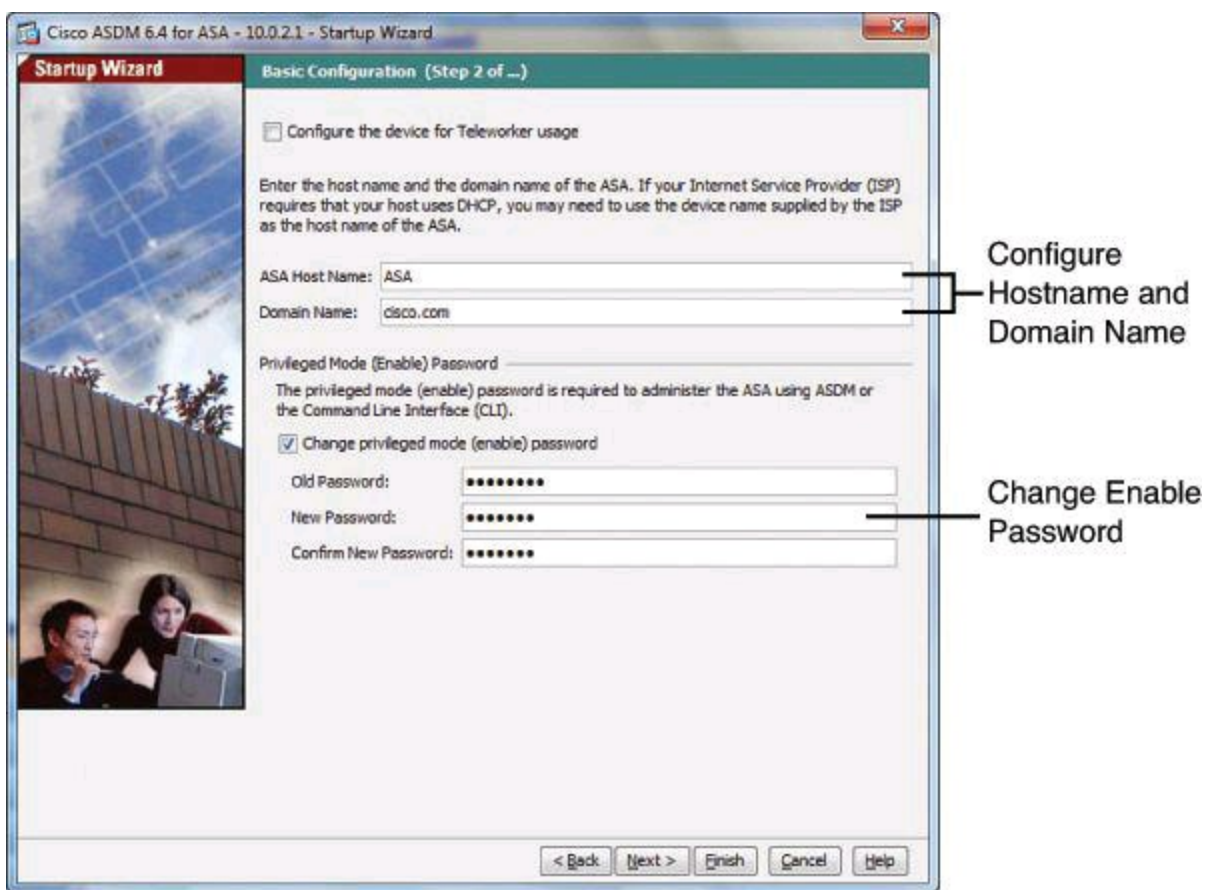 Cisco ASDM 6.4 for ASA - 10.0.2.1 - Startup Wizard
Startup Wizard
Basic Configuration (Step 2 of ...)
Configure the device for Teleworker usage
Enter the host name and the domain name of the ASA. If your Internet Service Provider (ISP)
requires that your host uses DHCP, you may need to use the device name supplied by the ISP
as the host name of the ASA.
ASA Host Name: ASA
Domain Name: cisco.com
Configure
Hostname and
Domain Name
Privileged Mode (Enable) Password
The privileged mode (enable) password is required to administer the ASA using ASDM or
the Command Line Interface (CLI).
Change privileged mode (enable) password
Old Password: ●●●●●●●●
New Password: ●●●●●●●
Confirm New Password: ●●●●●●●
Change Enable
Password
< Back
Next >
Finish
Cancel
Help